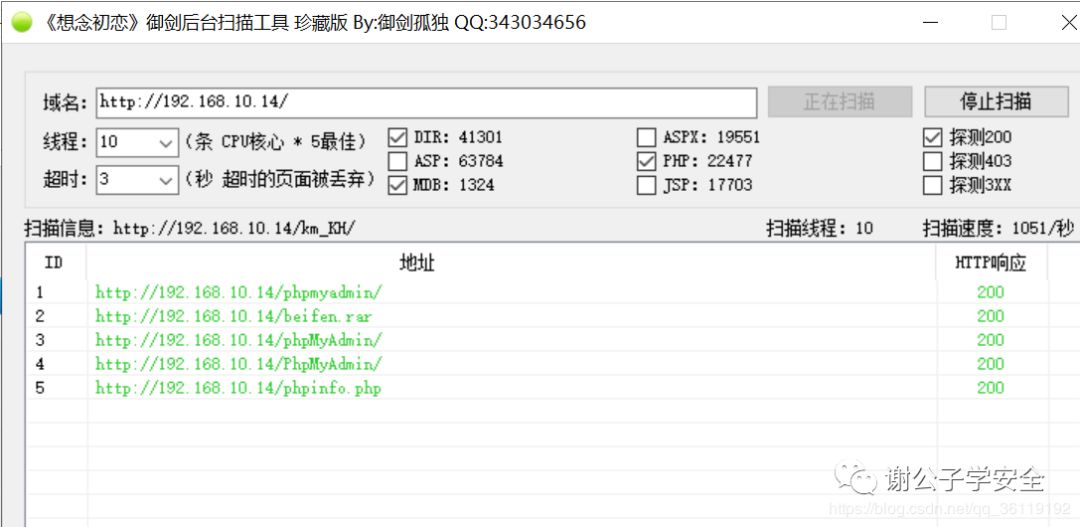 《想念初恋》御剑后台扫描工具 珍藏版 By:御剑孤独 QQ:343034656
域名: http://192.168.10.14/ 正在扫描 停止扫描
线程: 10 (条 CPU核心 * 5最佳) DIR: 41301 ASPX: 19551 探测200
ASP: 63784 PHP: 22477 探测403
超时: 3 (秒 超时的页面被丢弃) MDB: 1324 JSP: 17703 探测3XX
扫描信息: http://192.168.10.14/km_KH/ 扫描线程: 10 扫描速度: 1051/秒
ID 地址 HTTP响应
1 http://192.168.10.14/phpmyadmin/ 200
2 http://192.168.10.14/beifen.rar 200
3 http://192.168.10.14/phpMyAdmin/ 200
4 http://192.168.10.14/PhpMyAdmin/ 200
5 http://192.168.10.14/phpinfo.php 200
谢公子学安全
https://blog.csdn.net/qq_36119192